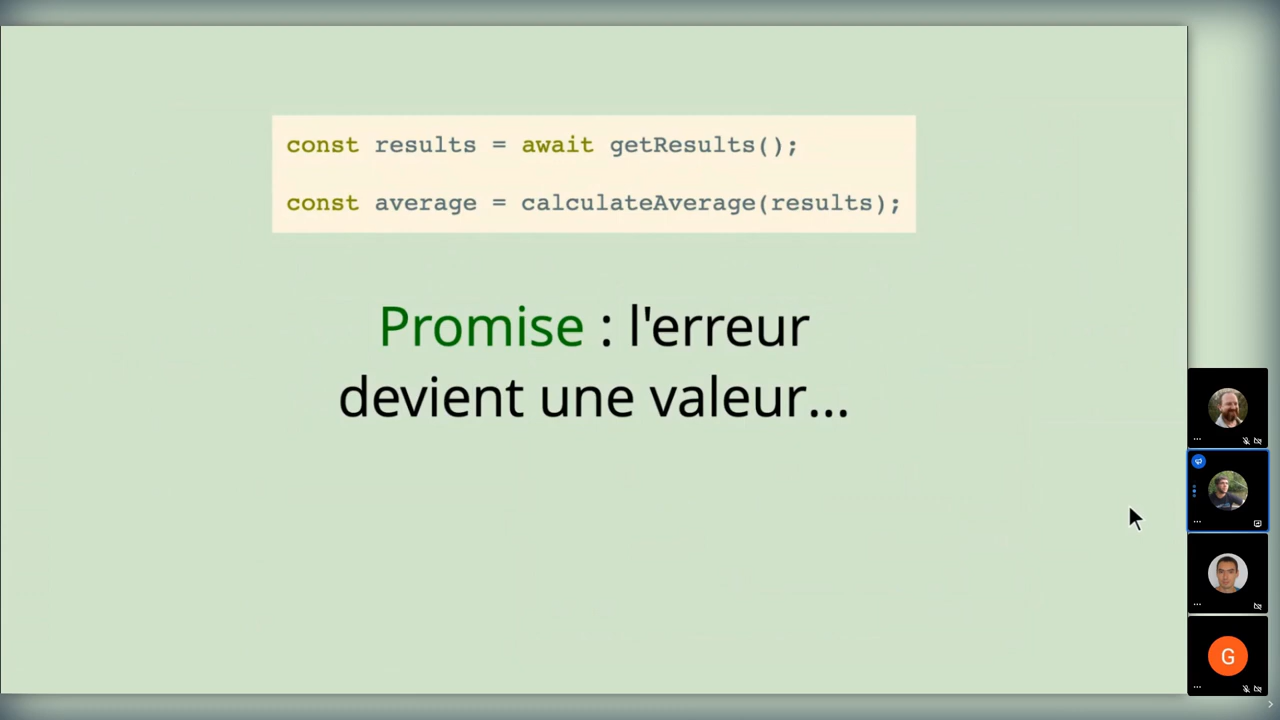 const results = await getResults();
const average = calculateAverage(results);
Promise : l'erreur
devient une valeur...
G